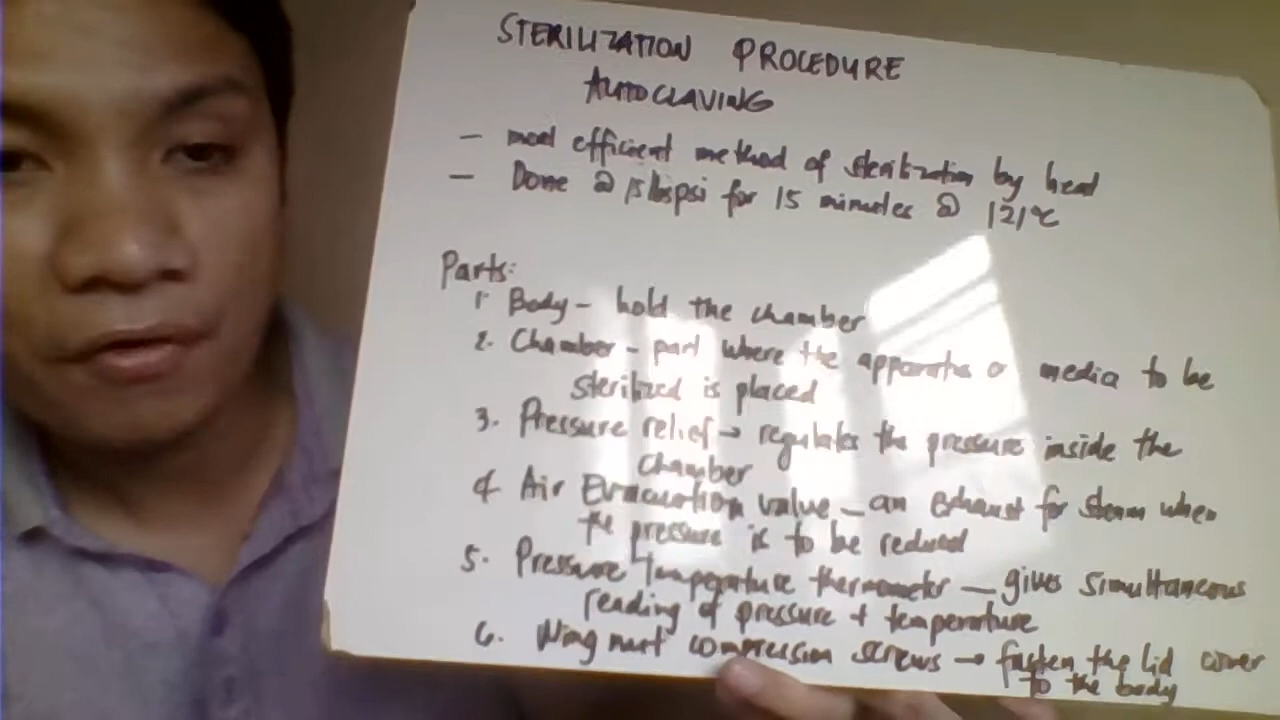 STERILIZATION PROCEDURE
AUTOCLAVING
- most efficient method of sterilization by heat
- Done @ 15 lbspsi for 15 minutes @ 121°C
Parts:
1. Body - hold the chamber
2. Chamber - part where the apparatus or media to be
sterilized is placed
3. Pressure relief → regulates the pressure inside the
chamber
4 Air Evacuation valve - an Exhaust for steam when
the pressure is to be reduced
5. Pressure Temperature thermometer - gives simultaneous
reading of pressure + temperature
6. Wing nut compression screws → fasten the lid cover
to the body